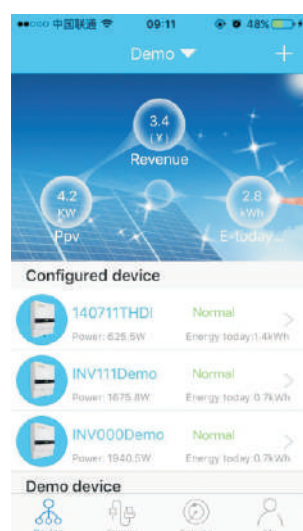 中国联通 09:11 48%
Demo
3.4
(¥)
Revenue
4.2
KW
Ppv
2.8
kWh
E-today...
Configured device
140711THDI Normal
Power: 625.6W Energy today:1.4kWh
INV111Demo Normal
Power: 1675.8W Energy today:0.7kWh
INV000Demo Normal
Power: 1940.5W Energy today:0.7kWh
Demo device